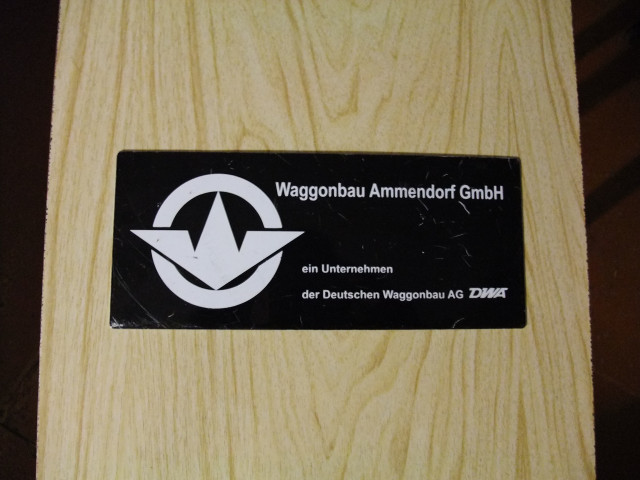 Waggonbau Ammendorf GmbH
ein Unternehmen
der Deutschen Waggonbau AG DWA